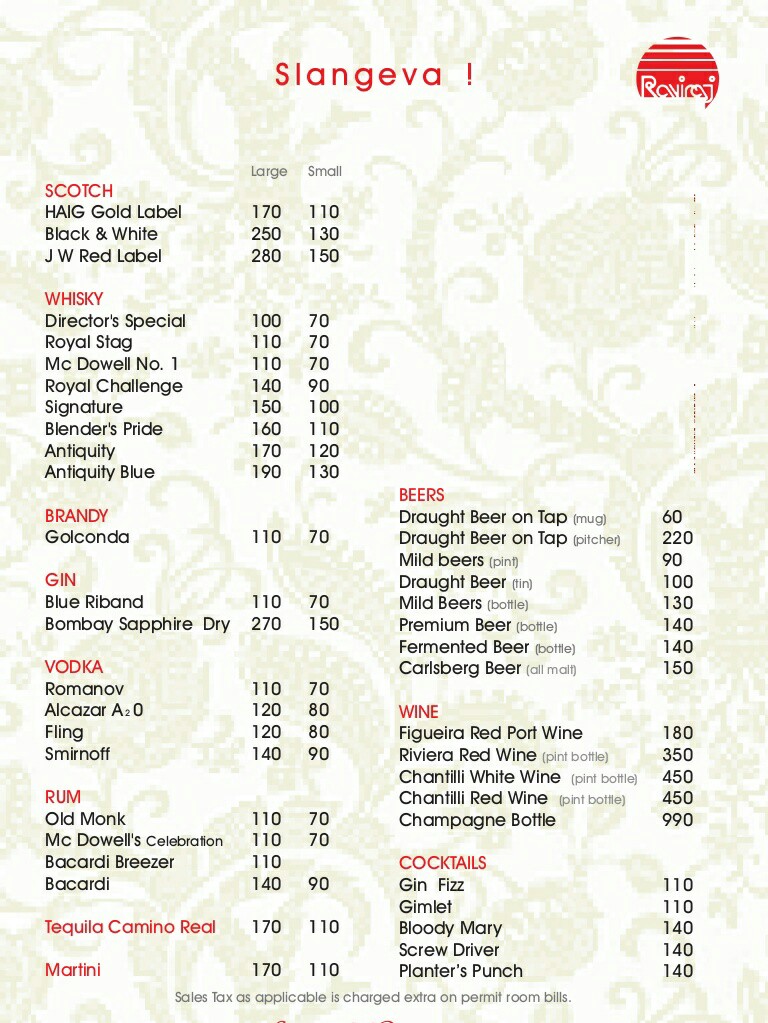 Slangeva !
Raviraj
Large Small
SCOTCH
HAIG Gold Label 170 110
Black & White 250 130
J W Red Label 280 150
WHISKY
Director's Special 100 70
Royal Stag 110 70
Mc Dowell No. 1 110 70
Royal Challenge 140 90
Signature 150 100
Blender's Pride 160 110
Antiquity 170 120
Antiquity Blue 190 130
BRANDY
Golconda 110 70
GIN
Blue Riband 110 70
Bombay Sapphire Dry 270 150
VODKA
Romanov 110 70
Alcazar A₂0 120 80
Fling 120 80
Smirnoff 140 90
RUM
Old Monk 110 70
Mc Dowell's Celebration 110 70
Bacardi Breezer 110
Bacardi 140 90
Tequila Camino Real 170 110
Martini 170 110
BEERS
Draught Beer on Tap (mug) 60
Draught Beer on Tap (pitcher) 220
Mild beers (pint) 90
Draught Beer (tin) 100
Mild Beers (bottle) 130
Premium Beer (bottle) 140
Fermented Beer (bottle) 140
Carlsberg Beer (all malt) 150
WINE
Figueira Red Port Wine 180
Riviera Red Wine (pint bottle) 350
Chantilli White Wine (pint bottle) 450
Chantilli Red Wine (pint bottle) 450
Champagne Bottle 990
COCKTAILS
Gin Fizz 110
Gimlet 110
Bloody Mary 140
Screw Driver 140
Planter's Punch 140
Sales Tax as applicable is charged extra on permit room bills.